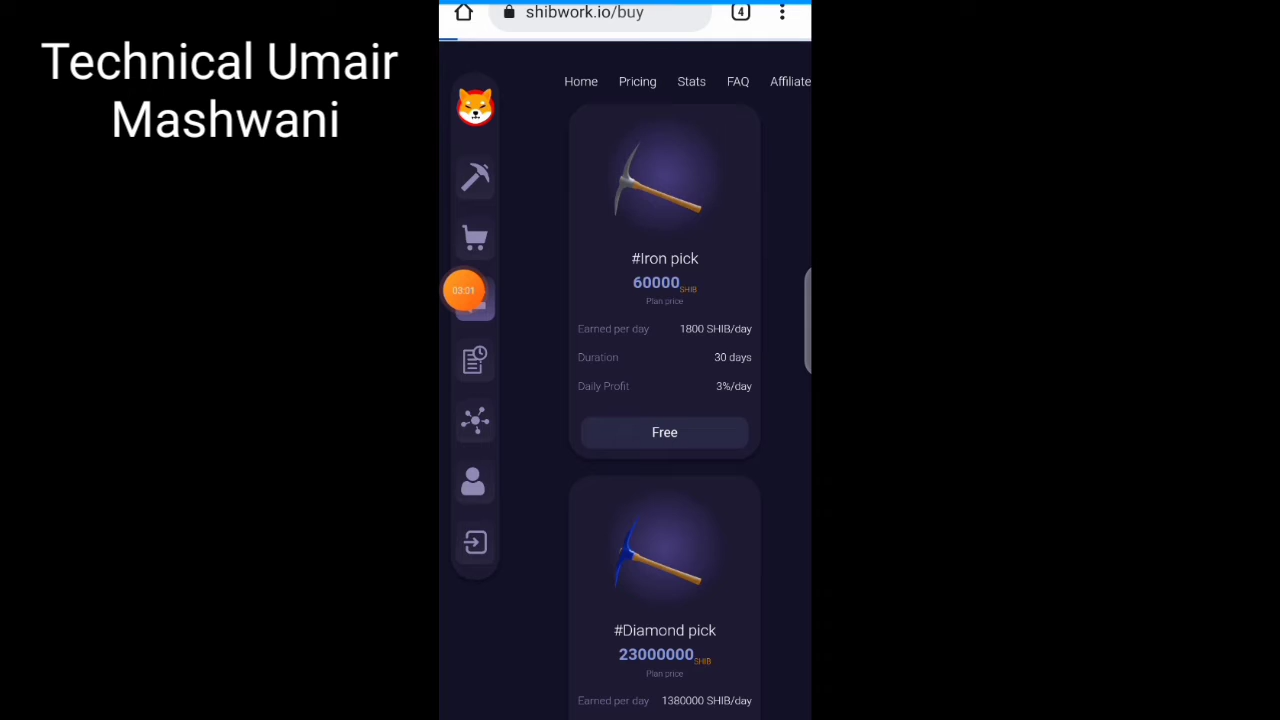 Technical Umair
Mashwani
shibwork.io/buy
4
Home Pricing Stats FAQ Affiliate
#Iron pick
60000 SHIB
Plan price
Earned per day 1800 SHIB/day
Duration 30 days
Daily Profit 3%/day
Free
03:01
#Diamond pick
23000000 SHIB
Plan price
Earned per day 1380000 SHIB/day